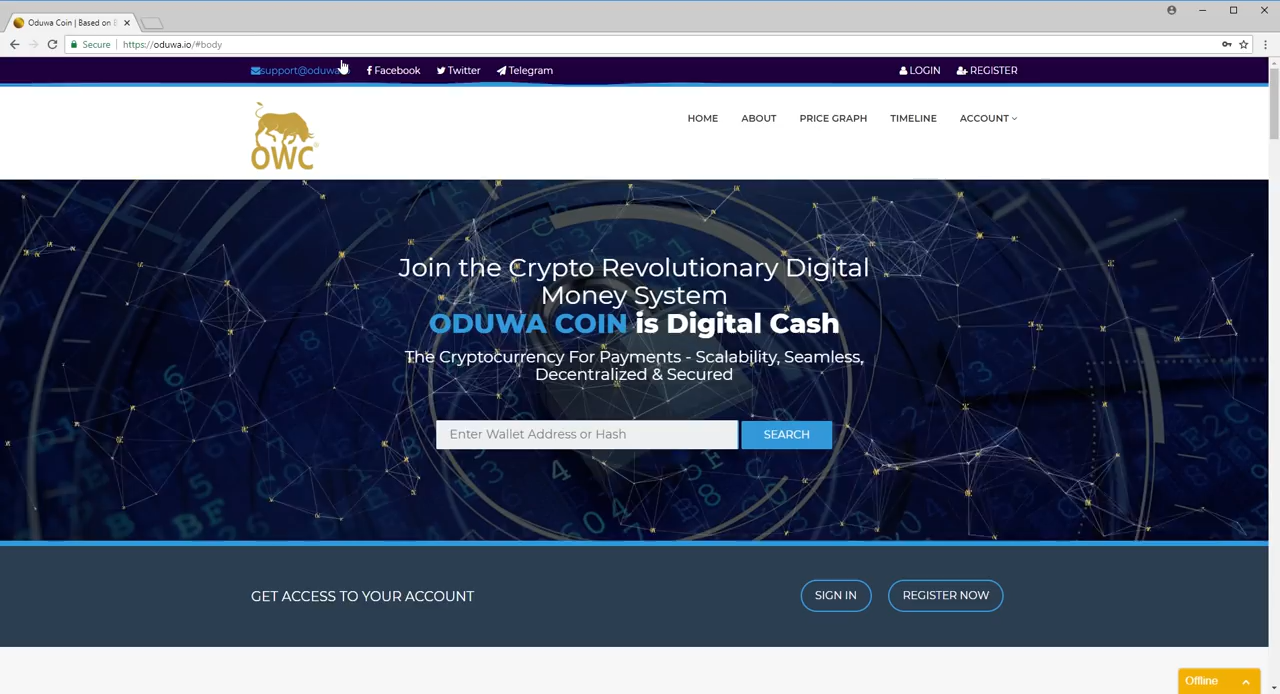 Oduwa Coin | Based on
Secure https://oduwa.io/#body
support@oduwa
Facebook Twitter Telegram LOGIN REGISTER
OWC
HOME ABOUT PRICE GRAPH TIMELINE ACCOUNT
Join the Crypto Revolutionary Digital
Money System
ODUWA COIN is Digital Cash
The Cryptocurrency For Payments - Scalability, Seamless,
Decentralized & Secured
Enter Wallet Address or Hash SEARCH
GET ACCESS TO YOUR ACCOUNT SIGN IN REGISTER NOW
Offline